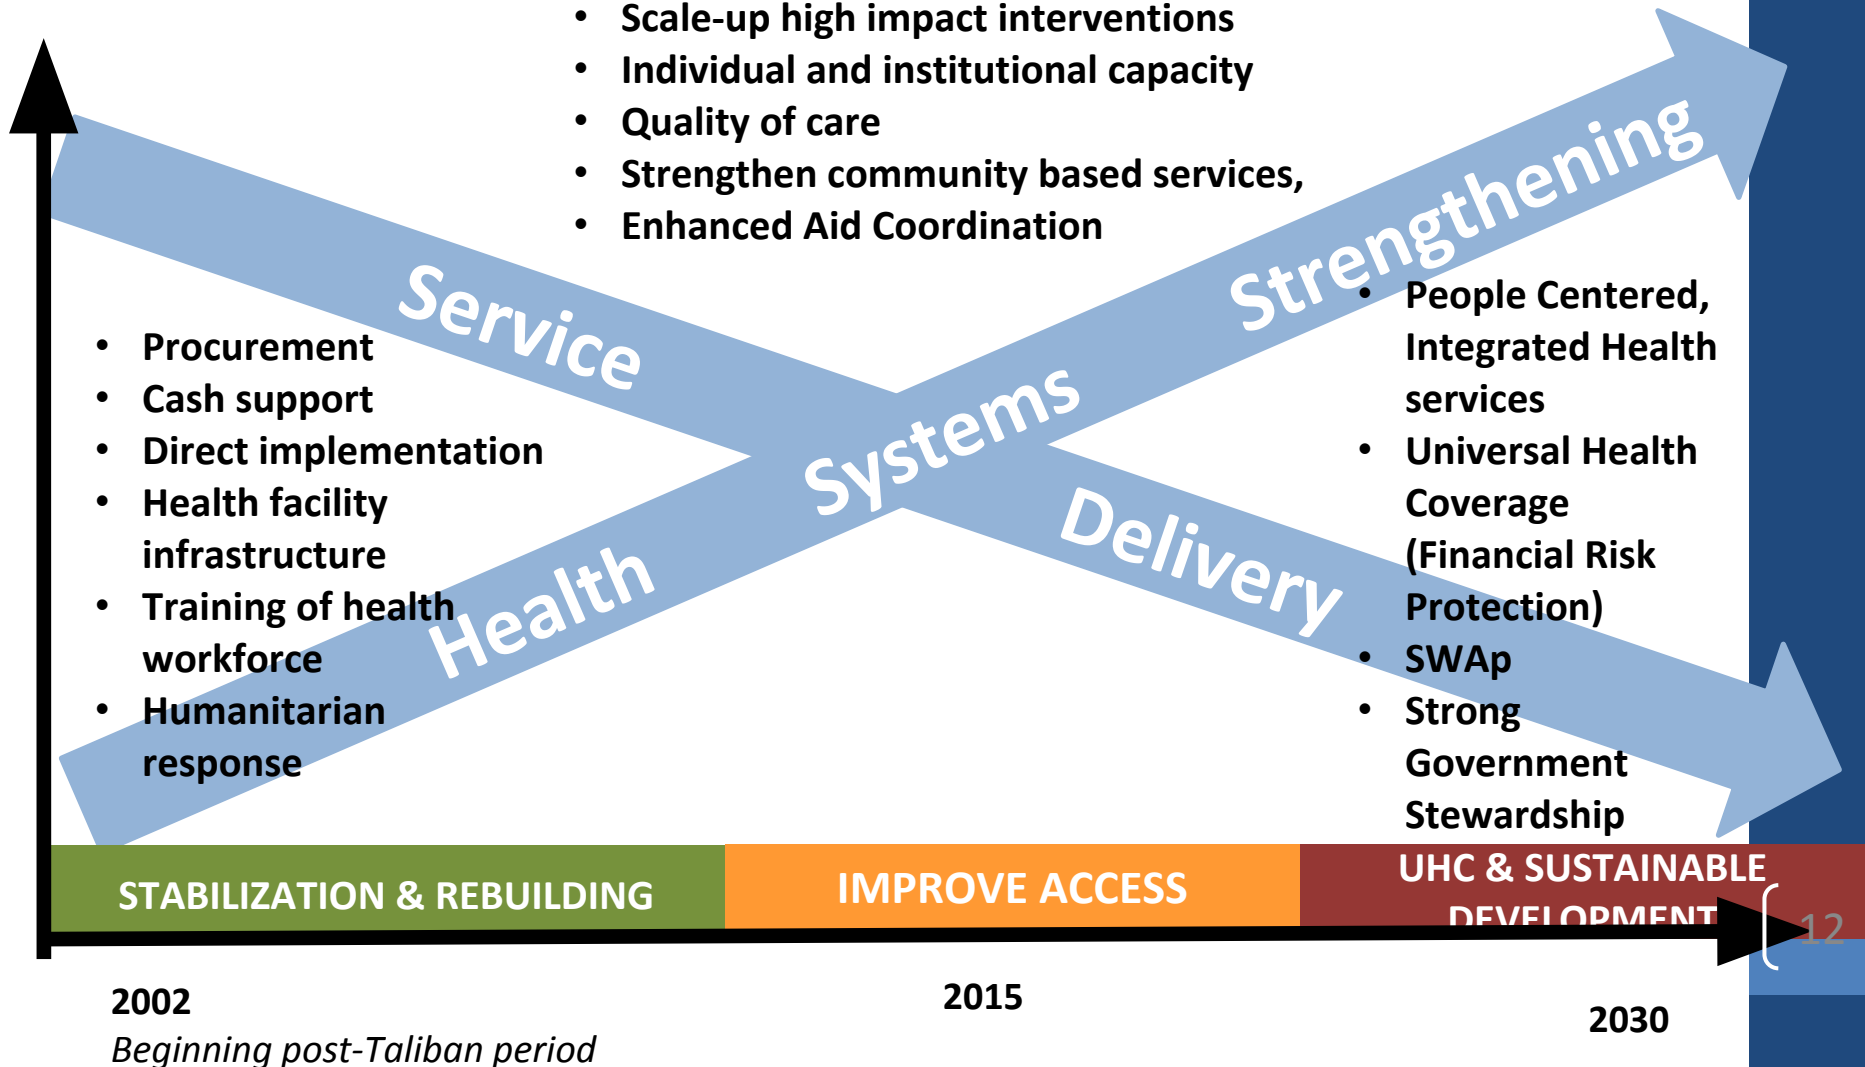 • Scale-up high impact interventions
• Individual and institutional capacity
• Quality of care
• Strengthen community based services,
• Enhanced Aid Coordination
Service
Delivery
Health
Systems
Strengthening
• Procurement
• Cash support
• Direct implementation
• Health facility
infrastructure
• Training of health
workforce
• Humanitarian
response
• People Centered,
Integrated Health
services
• Universal Health
Coverage
(Financial Risk
Protection)
• SWAp
• Strong
Government
Stewardship
STABILIZATION & REBUILDING
IMPROVE ACCESS
UHC & SUSTAINABLE
DEVELOPMENT
12
2002
Beginning post-Taliban period
2015
2030